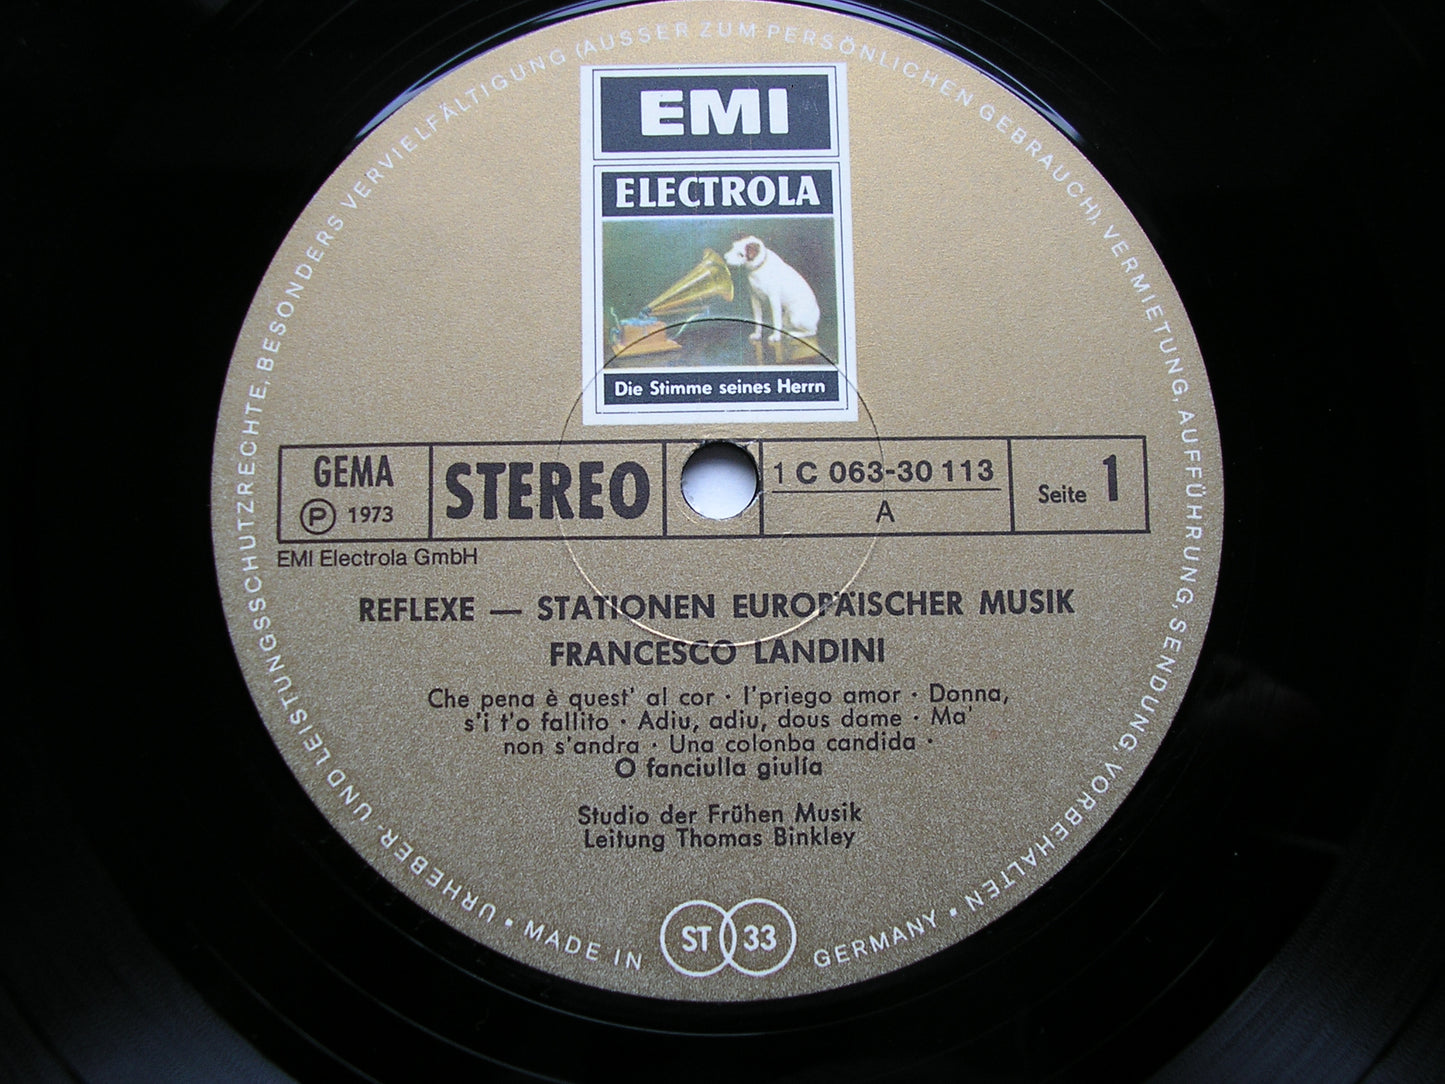 URHEBER- UND LEISTUNGSSCHUTZRECHTE, BESONDERS VERVIELFÄLTIGUNG (AUSSER ZUM PERSÖNLICHEN GEBRAUCH), VERMIETUNG, AUFFÜHRUNG, SENDUNG, VORBEHALTEN •
EMI
ELECTROLA
Die Stimme seines Herrn
GEMA
℗ 1973
STEREO
1 C 063-30 113
A
Seite 1
EMI Electrola GmbH
REFLEXE — STATIONEN EUROPÄISCHER MUSIK
FRANCESCO LANDINI
Che pena è quest' al cor · I'priego amor · Donna,
s'i t'o fallito · Adiu, adiu, dous dame · Ma'
non s'andra · Una colonba candida ·
O fanciulla giulía
Studio der Frühen Musik
Leitung Thomas Binkley
• MADE IN
ST 33
GERMANY